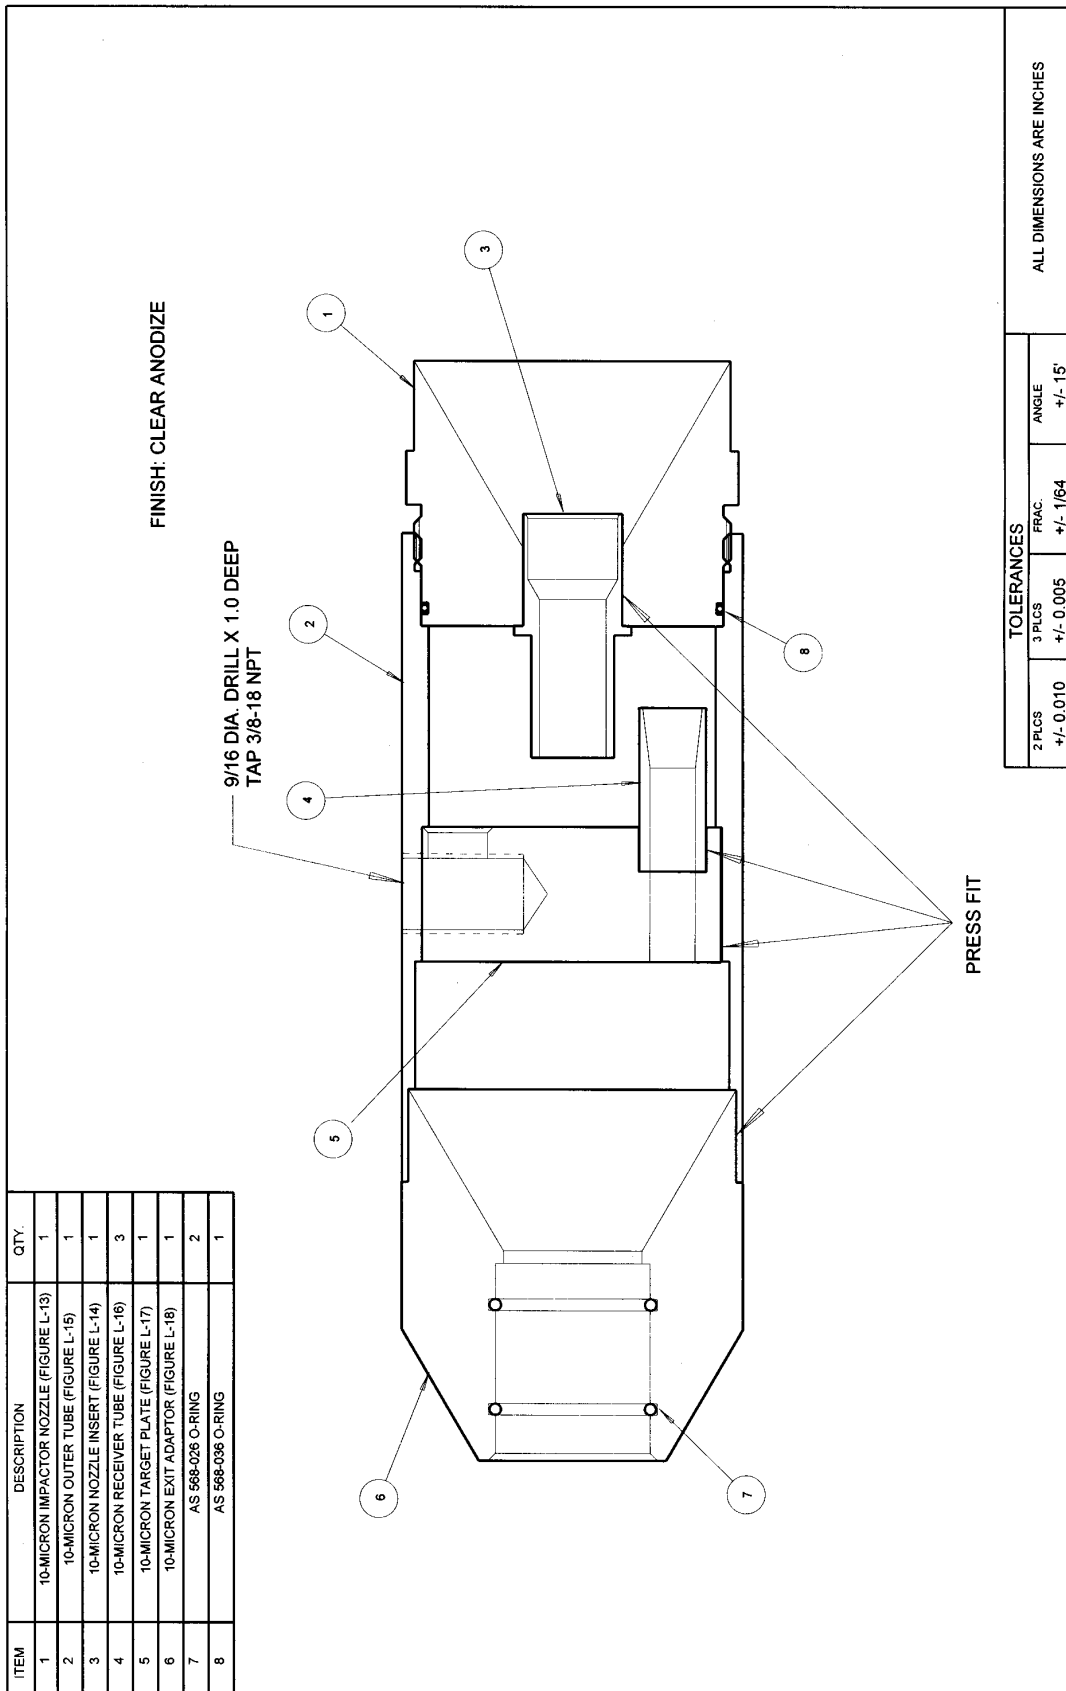 ITEM DESCRIPTION QTY.
1 10-MICRON IMPACTOR NOZZLE (FIGURE L-13) 1
2 10-MICRON OUTER TUBE (FIGURE L-15) 1
3 10-MICRON NOZZLE INSERT (FIGURE L-14) 1
4 10-MICRON RECEIVER TUBE (FIGURE L-16) 3
5 10-MICRON TARGET PLATE (FIGURE L-17) 1
6 10-MICRON EXIT ADAPTOR (FIGURE L-18) 1
7 AS 568-026 O-RING 2
8 AS 568-036 O-RING 1
FINISH: CLEAR ANODIZE
9/16 DIA. DRILL X 1.0 DEEP
TAP 3/8-18 NPT
6
5
4
2
1
3
7
8
PRESS FIT
TOLERANCES
2 PLCS 3 PLCS FRAC. ANGLE
+/- 0.010 +/- 0.005 +/- 1/64 +/- 15'
ALL DIMENSIONS ARE INCHES